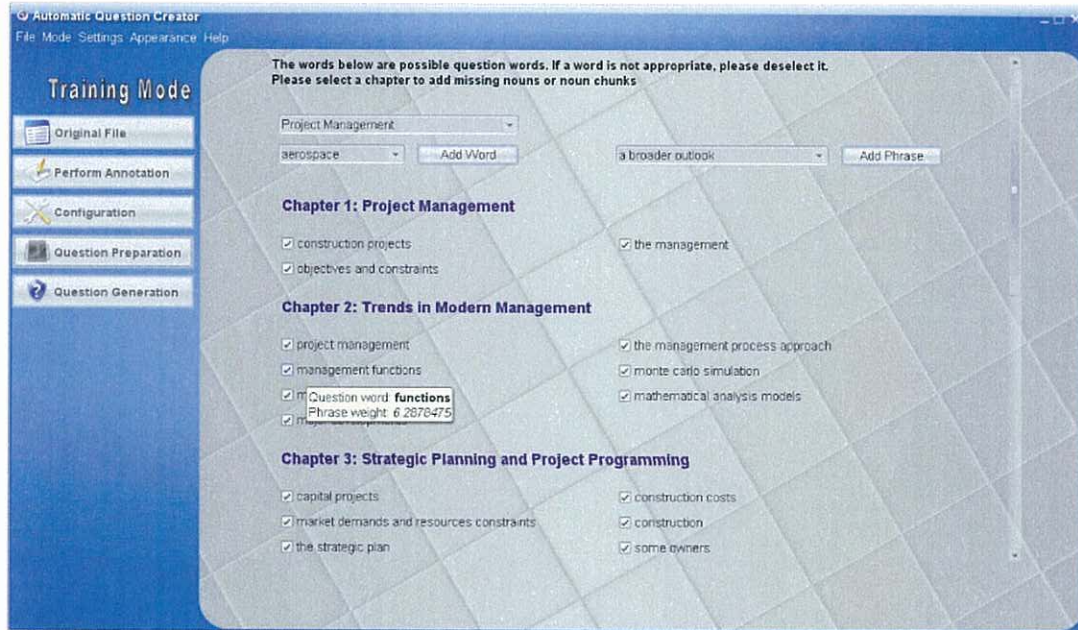 Automatic Question Creator
File Mode Settings Appearance Help
Training Mode
Original File
Perform Annotation
Configuration
Question Preparation
Question Generation
The words below are possible question words. If a word is not appropriate, please deselect it.
Please select a chapter to add missing nouns or noun chunks
Project Management
aerospace Add Word a broader outlook Add Phrase
Chapter 1: Project Management
construction projects the management
objectives and constraints
Chapter 2: Trends in Modern Management
project management the management process approach
management functions monte carlo simulation
Question word: functions mathematical analysis models
Phrase weight: 6.2878475
Chapter 3: Strategic Planning and Project Programming
capital projects construction costs
market demands and resources constraints construction
the strategic plan some owners